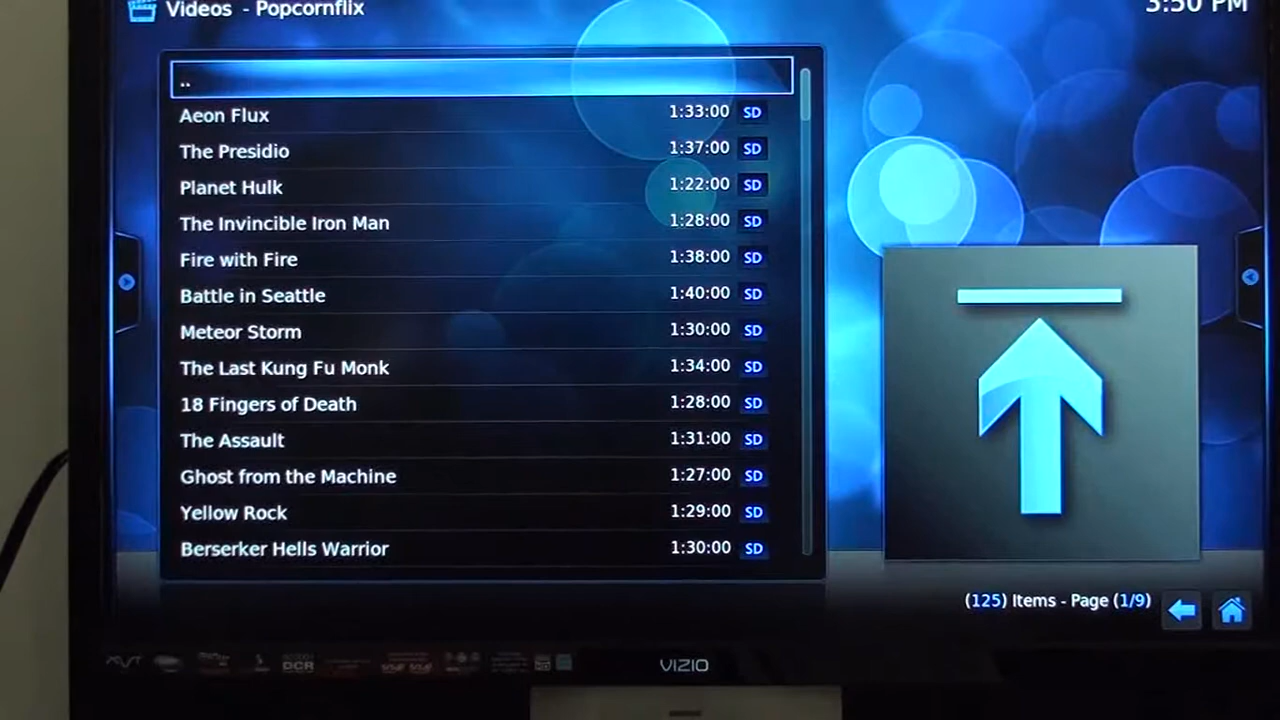 Videos - Popcornflix
3:50 PM
..
Aeon Flux 1:33:00 SD
The Presidio 1:37:00 SD
Planet Hulk 1:22:00 SD
The Invincible Iron Man 1:28:00 SD
Fire with Fire 1:38:00 SD
Battle in Seattle 1:40:00 SD
Meteor Storm 1:30:00 SD
The Last Kung Fu Monk 1:34:00 SD
18 Fingers of Death 1:28:00 SD
The Assault 1:31:00 SD
Ghost from the Machine 1:27:00 SD
Yellow Rock 1:29:00 SD
Berserker Hells Warrior 1:30:00 SD
(125) Items - Page (1/9)
DCR
VIZIO